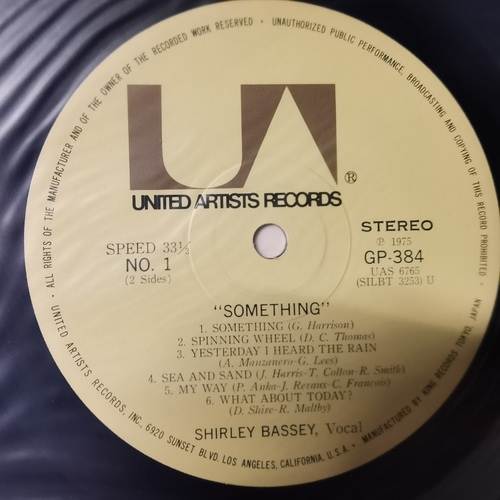 ALL RIGHTS OF THE MANUFACTURER AND OF THE OWNER OF THE RECORDED WORK RESERVED • UNAUTHORIZED PUBLIC PERFORMANCE, BROADCASTING AND COPYING OF THIS RECORD PROHIBITED •
UA
®
UNITED ARTISTS RECORDS
SPEED 33⅓
NO. 1
(2 Sides)
STEREO
Ⓟ 1975
GP-384
UAS 6765
(SILBT 3253) U
"SOMETHING"
1. SOMETHING (G. Harrison)
2. SPINNING WHEEL (D. C. Thomas)
3. YESTERDAY I HEARD THE RAIN
(A. Manzanero-G. Lees)
4. SEA AND SAND (J. Harris-T. Colton-R. Smith)
5. MY WAY (P. Anka-J. Revaux-C. Francois)
6. WHAT ABOUT TODAY?
(D. Shire-R. Maltby)
SHIRLEY BASSEY, Vocal
UNITED ARTISTS RECORDS, INC, 6920 SUNSET BLVD. LOS ANGELES, CALIFORNIA, U.S.A. • MANUFACTURED BY KING RECORDS TOKYO, JAPAN